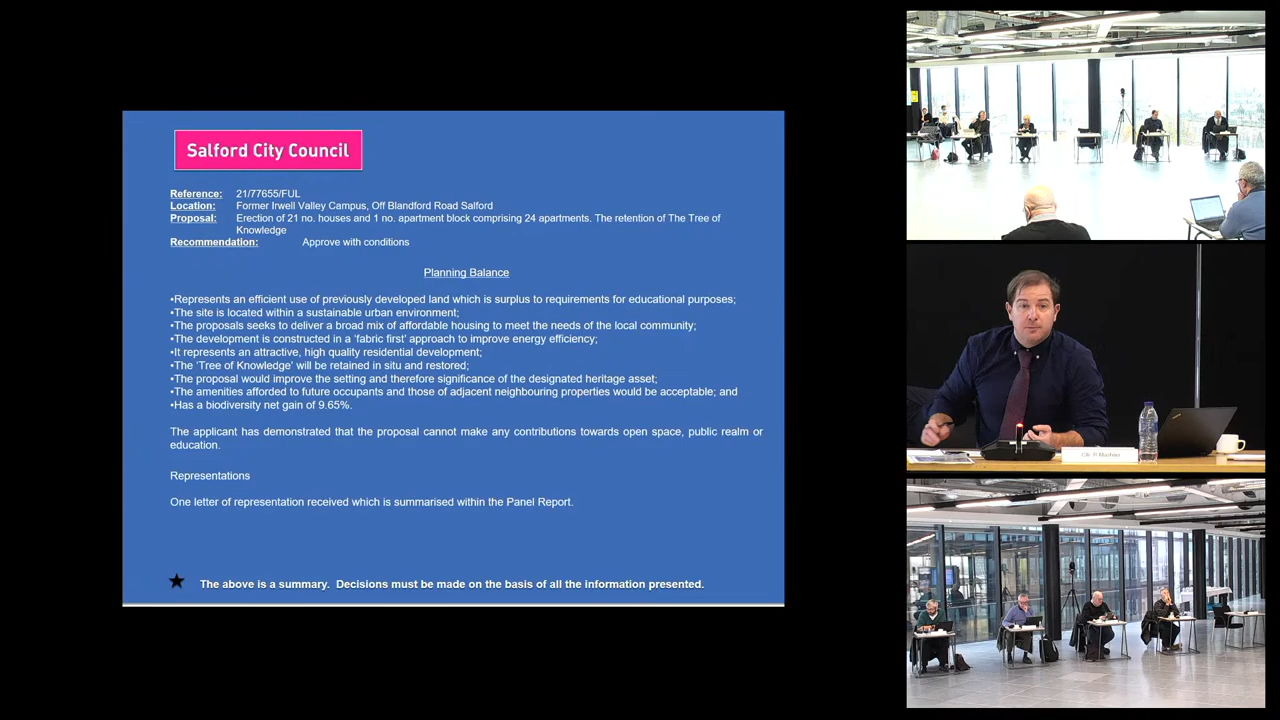 Salford City Council
Reference: 21/77655/FUL
Location: Former Irwell Valley Campus, Off Blandford Road Salford
Proposal: Erection of 21 no. houses and 1 no. apartment block comprising 24 apartments. The retention of The Tree of
Knowledge
Recommendation: Approve with conditions
Planning Balance
•Represents an efficient use of previously developed land which is surplus to requirements for educational purposes;
•The site is located within a sustainable urban environment;
•The proposals seeks to deliver a broad mix of affordable housing to meet the needs of the local community;
•The development is constructed in a ‘fabric first’ approach to improve energy efficiency;
•It represents an attractive, high quality residential development;
•The ‘Tree of Knowledge’ will be retained in situ and restored;
•The proposal would improve the setting and therefore significance of the designated heritage asset;
•The amenities afforded to future occupants and those of adjacent neighbouring properties would be acceptable; and
•Has a biodiversity net gain of 9.65%.
The applicant has demonstrated that the proposal cannot make any contributions towards open space, public realm or
education.
Representations
One letter of representation received which is summarised within the Panel Report.
The above is a summary. Decisions must be made on the basis of all the information presented.